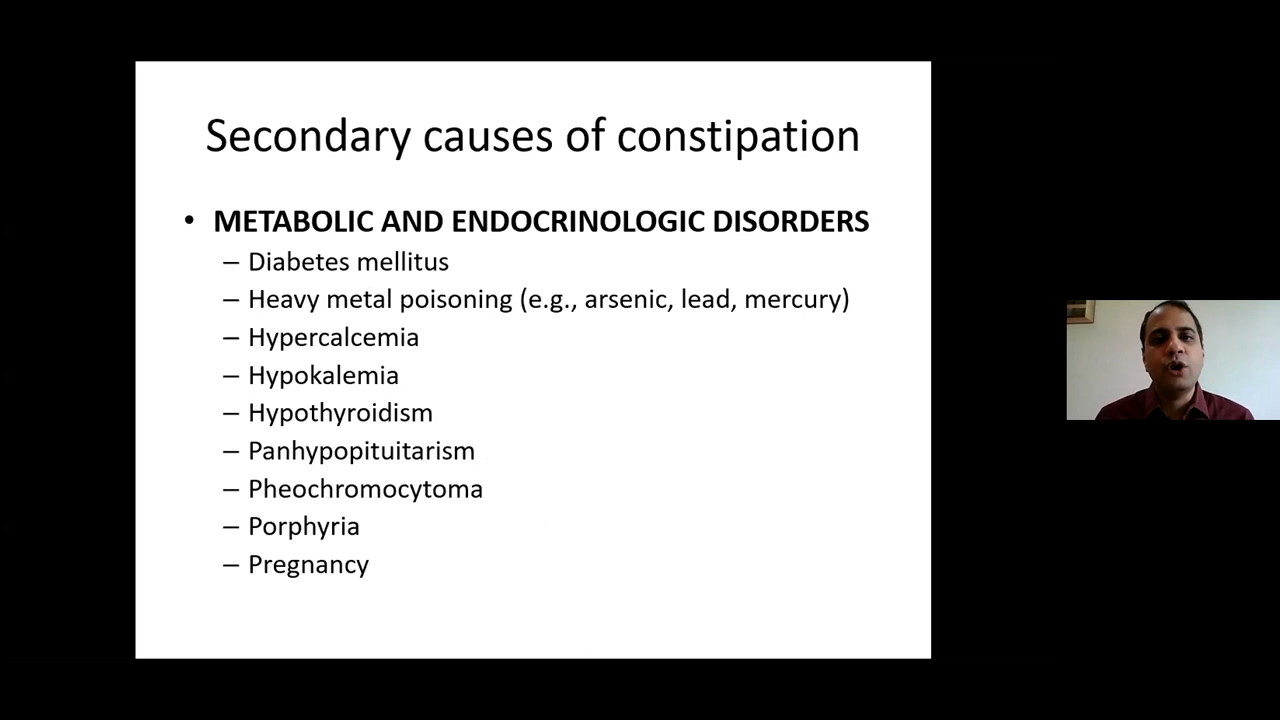 Secondary causes of constipation
• METABOLIC AND ENDOCRINOLOGIC DISORDERS
– Diabetes mellitus
– Heavy metal poisoning (e.g., arsenic, lead, mercury)
– Hypercalcemia
– Hypokalemia
– Hypothyroidism
– Panhypopituitarism
– Pheochromocytoma
– Porphyria
– Pregnancy